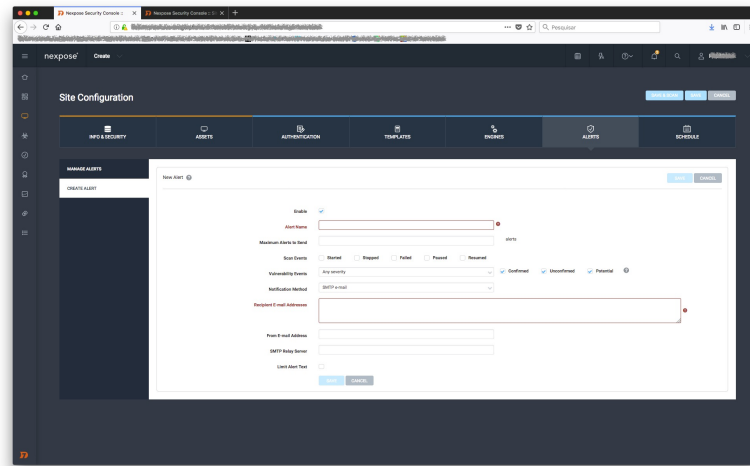 Nexpose Security Console ::
Nexpose Security Console :: S
Pesquisar
nexpose
Create
Site Configuration
SAVE & SCAN SAVE CANCEL
INFO & SECURITY
ASSETS
AUTHENTICATION
TEMPLATES
ENGINES
ALERTS
SCHEDULE
MANAGE ALERTS
CREATE ALERT
New Alert
SAVE CANCEL
Enable
Alert Name
Maximum Alerts to Send alerts
Scan Events Started Stopped Failed Paused Resumed
Vulnerability Events Any severity Confirmed Unconfirmed Potential
Notification Method SMTP e-mail
Recipient E-mail Addresses
From E-mail Address
SMTP Relay Server
Limit Alert Text
SAVE CANCEL